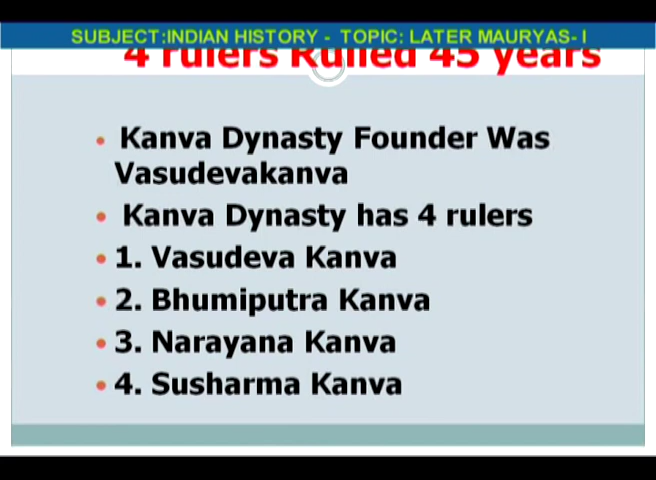 SUBJECT:INDIAN HISTORY - TOPIC: LATER MAURYAS- I
4 rulers Rulled 45 years
• Kanva Dynasty Founder Was
Vasudevakanva
• Kanva Dynasty has 4 rulers
• 1. Vasudeva Kanva
• 2. Bhumiputra Kanva
• 3. Narayana Kanva
• 4. Susharma Kanva